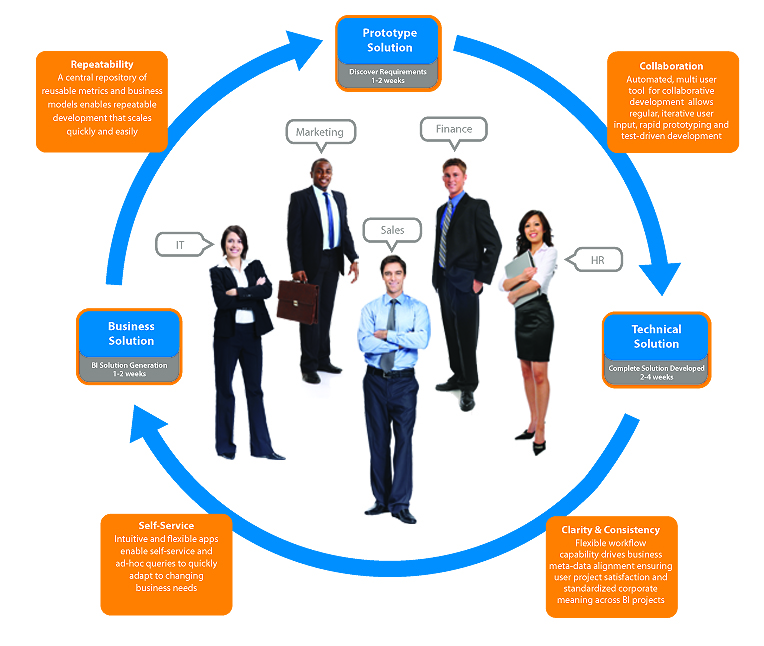 Prototype
Solution
Discover Requirements
1-2 weeks
Repeatability
A central repository of
reusable metrics and business
models enables repeatable
development that scales
quickly and easily
Collaboration
Automated, multi user
tool for collaborative
development allows
regular, iterative user
input, rapid prototyping and
test-driven development
Marketing
Finance
Sales
IT
HR
Business
Solution
BI Solution Generation
1-2 weeks
Technical
Solution
Complete Solution Developed
2-4 weeks
Self-Service
Intuitive and flexible apps
enable self-service and
ad-hoc queries to quickly
adapt to changing
business needs
Clarity & Consistency
Flexible workflow
capability drives business
meta-data alignment ensuring
user project satisfaction and
standardized corporate
meaning across BI projects